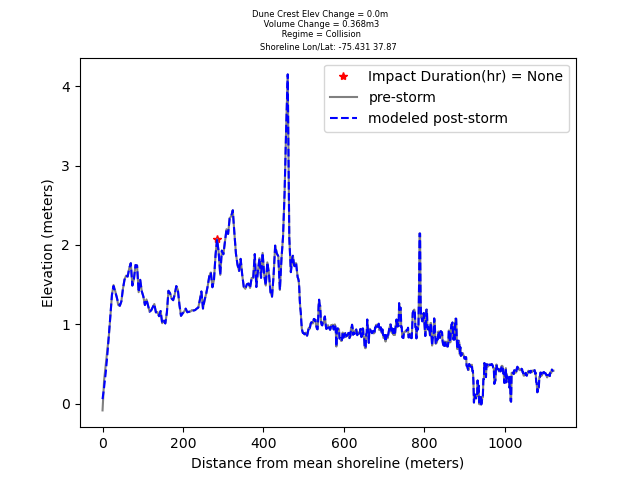 Dune Crest Elev Change = 0.0m
Volume Change = 0.368m3
Regime = Collision
Shoreline Lon/Lat: -75.431 37.87
Impact Duration(hr) = None
pre-storm
modeled post-storm
Elevation (meters)
4
3
2
1
0
0 200 400 600 800 1000
Distance from mean shoreline (meters)